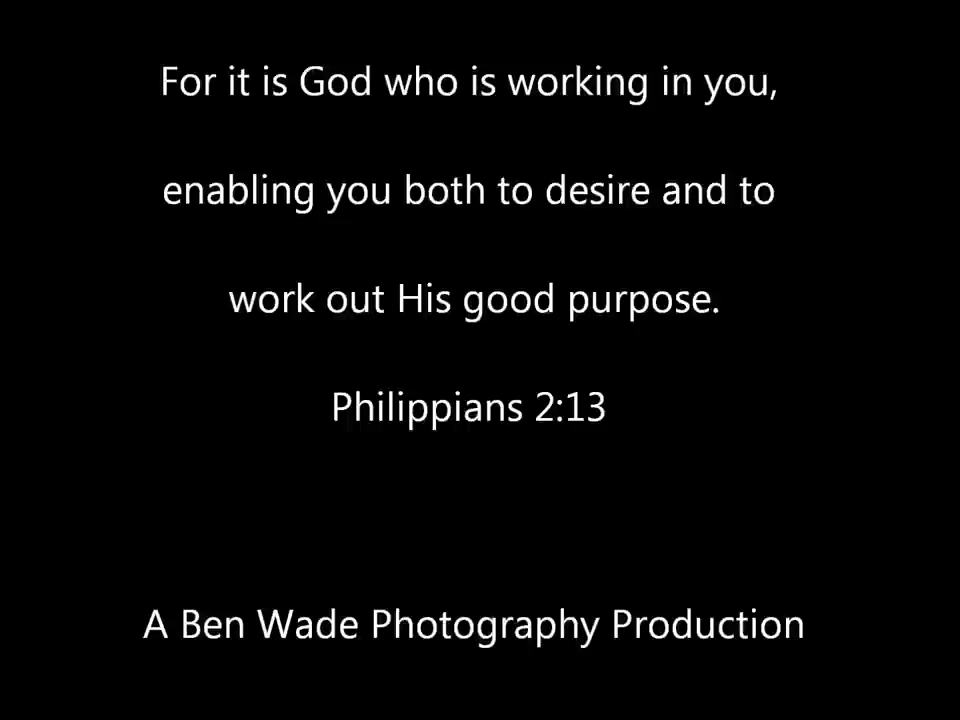 For it is God who is working in you,
enabling you both to desire and to
work out His good purpose.
Philippians 2:13
A Ben Wade Photography Production